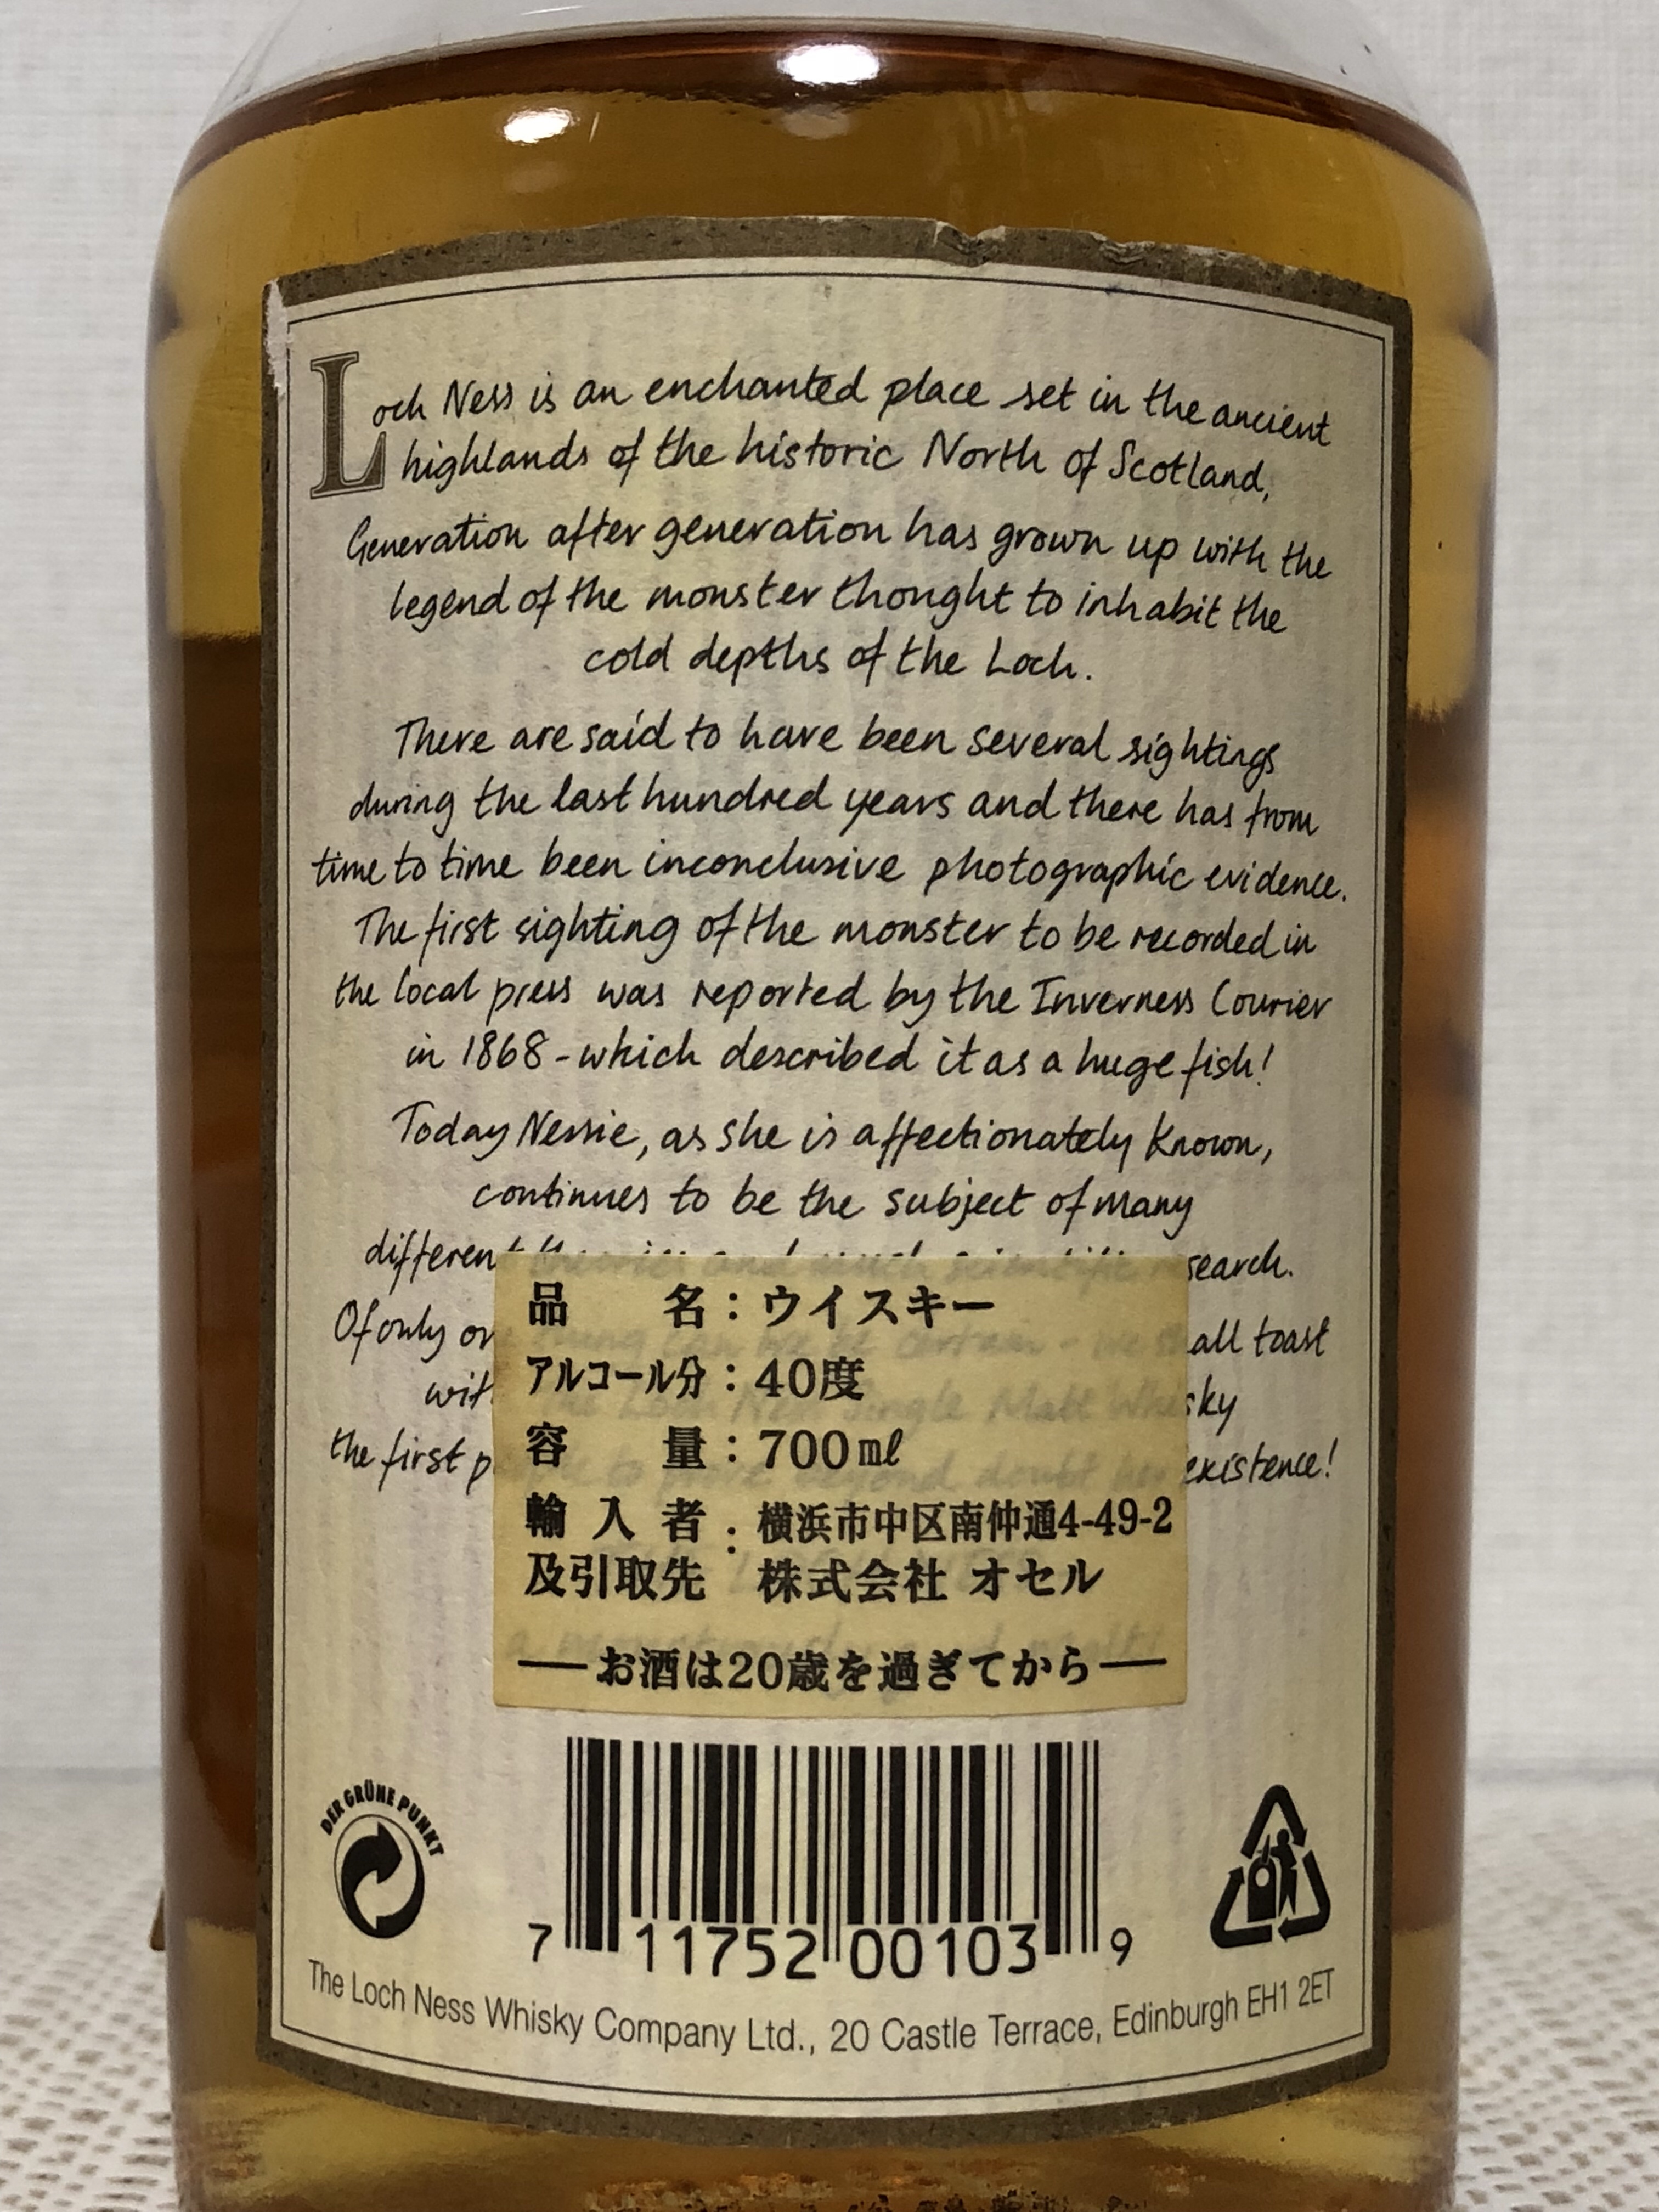 Loch Ness is an enchanted place set in the ancient
highlands of the historic North of Scotland,
Generation after generation has grown up with the
legend of the monster thought to inhabit the
cold depths of the Loch.
There are said to have been several sightings
during the last hundred years and there has from
time to time been inconclusive photographic evidence.
The first sighting of the monster to be recorded in
the local press was reported by the Inverness Courier
in 1868 - which described it as a huge fish!
Today Nessie, as she is affectionately known,
continues to be the subject of many
search.
Of only all toast
the first existence!
品名：ウイスキー
アルコール分：40度
容量：700ml
輸入者：横浜市中区南仲通4-49-2
及引取先 株式会社 オセル
—お酒は20歳を過ぎてから—
DER GRÜNE PUNKT
7 11752 00103 9
The Loch Ness Whisky Company Ltd., 20 Castle Terrace, Edinburgh EH1 2ET